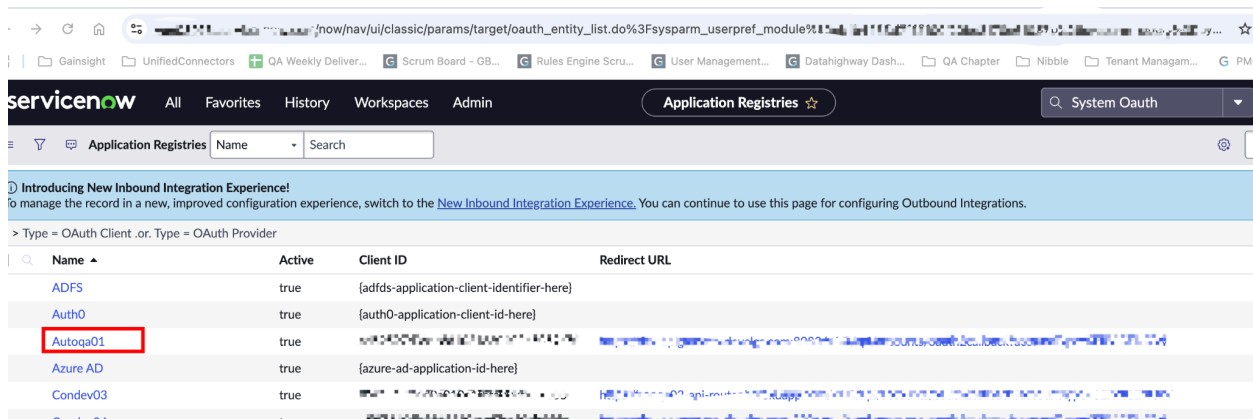 /now/nav/ui/classic/params/target/oauth_entity_list.do%3Fsysparm_userpref_module%
Gainsight UnifiedConnectors QA Weekly Deliver... Scrum Board - GB... Rules Engine Scru... User Management... Datahighway Dash... QA Chapter Nibble Tenant Managam... PM
servicenow All Favorites History Workspaces Admin Application Registries System Oauth
Application Registries Name Search
Introducing New Inbound Integration Experience!
To manage the record in a new, improved configuration experience, switch to the New Inbound Integration Experience. You can continue to use this page for configuring Outbound Integrations.
> Type = OAuth Client .or. Type = OAuth Provider
Name Active Client ID Redirect URL
ADFS true {adfds-application-client-identifier-here}
Auth0 true {auth0-application-client-id-here}
Autoqa01 true
Azure AD true {azure-ad-application-id-here}
Condev03 true